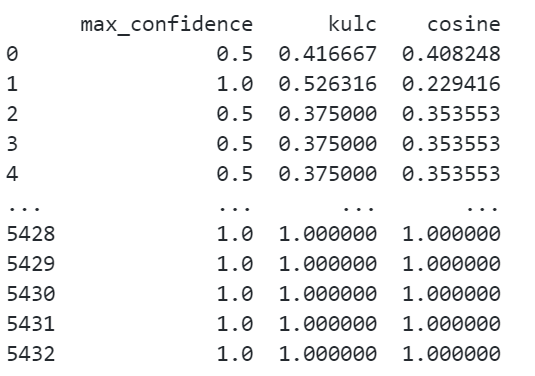 max_confidence kulc cosine
0 0.5 0.416667 0.408248
1 1.0 0.526316 0.229416
2 0.5 0.375000 0.353553
3 0.5 0.375000 0.353553
4 0.5 0.375000 0.353553
... ... ... ...
5428 1.0 1.000000 1.000000
5429 1.0 1.000000 1.000000
5430 1.0 1.000000 1.000000
5431 1.0 1.000000 1.000000
5432 1.0 1.000000 1.000000